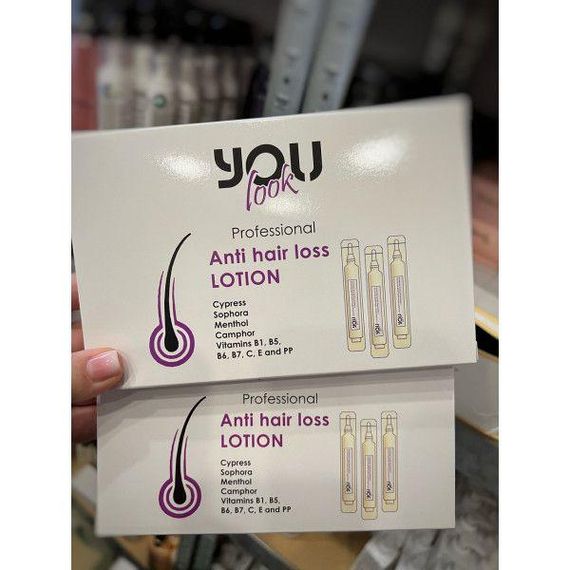 YOU
look
Professional
Anti hair loss
LOTION
Cypress
Sophora
Menthol
Camphor
Vitamins B1, B5,
B6, B7, C, E and PP
Professional
Anti hair loss
LOTION
Cypress
Sophora
Menthol
Camphor
Vitamins B1, B5,
B6, B7, C, E and PP